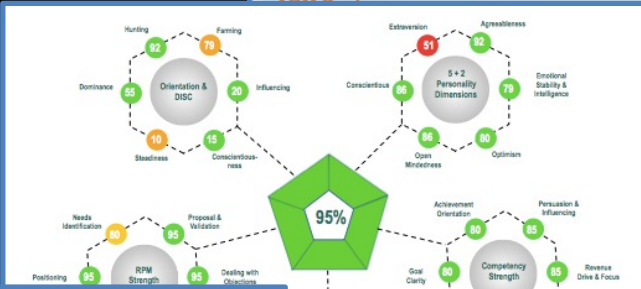 Hunting
92
Farming
79
Dominance
55
Orientation &
DISC
20
Influencing
10
Steadiness
15
Conscientious-
ness
Extraversion
51
Agreeableness
92
Conscientious
86
5 + 2
Personality
Dimensions
79
Emotional
Stability &
Intelligence
86
Open
Mindedness
80
Optimism
95%
Needs
Identification
80
Proposal &
Validation
95
Positioning
95
RPM
Strength
95
Dealing with
Objections
Achievement
Orientation
80
Persuasion &
Influencing
85
Goal
Clarity
80
Competency
Strength
85
Revenue
Drive & Focus